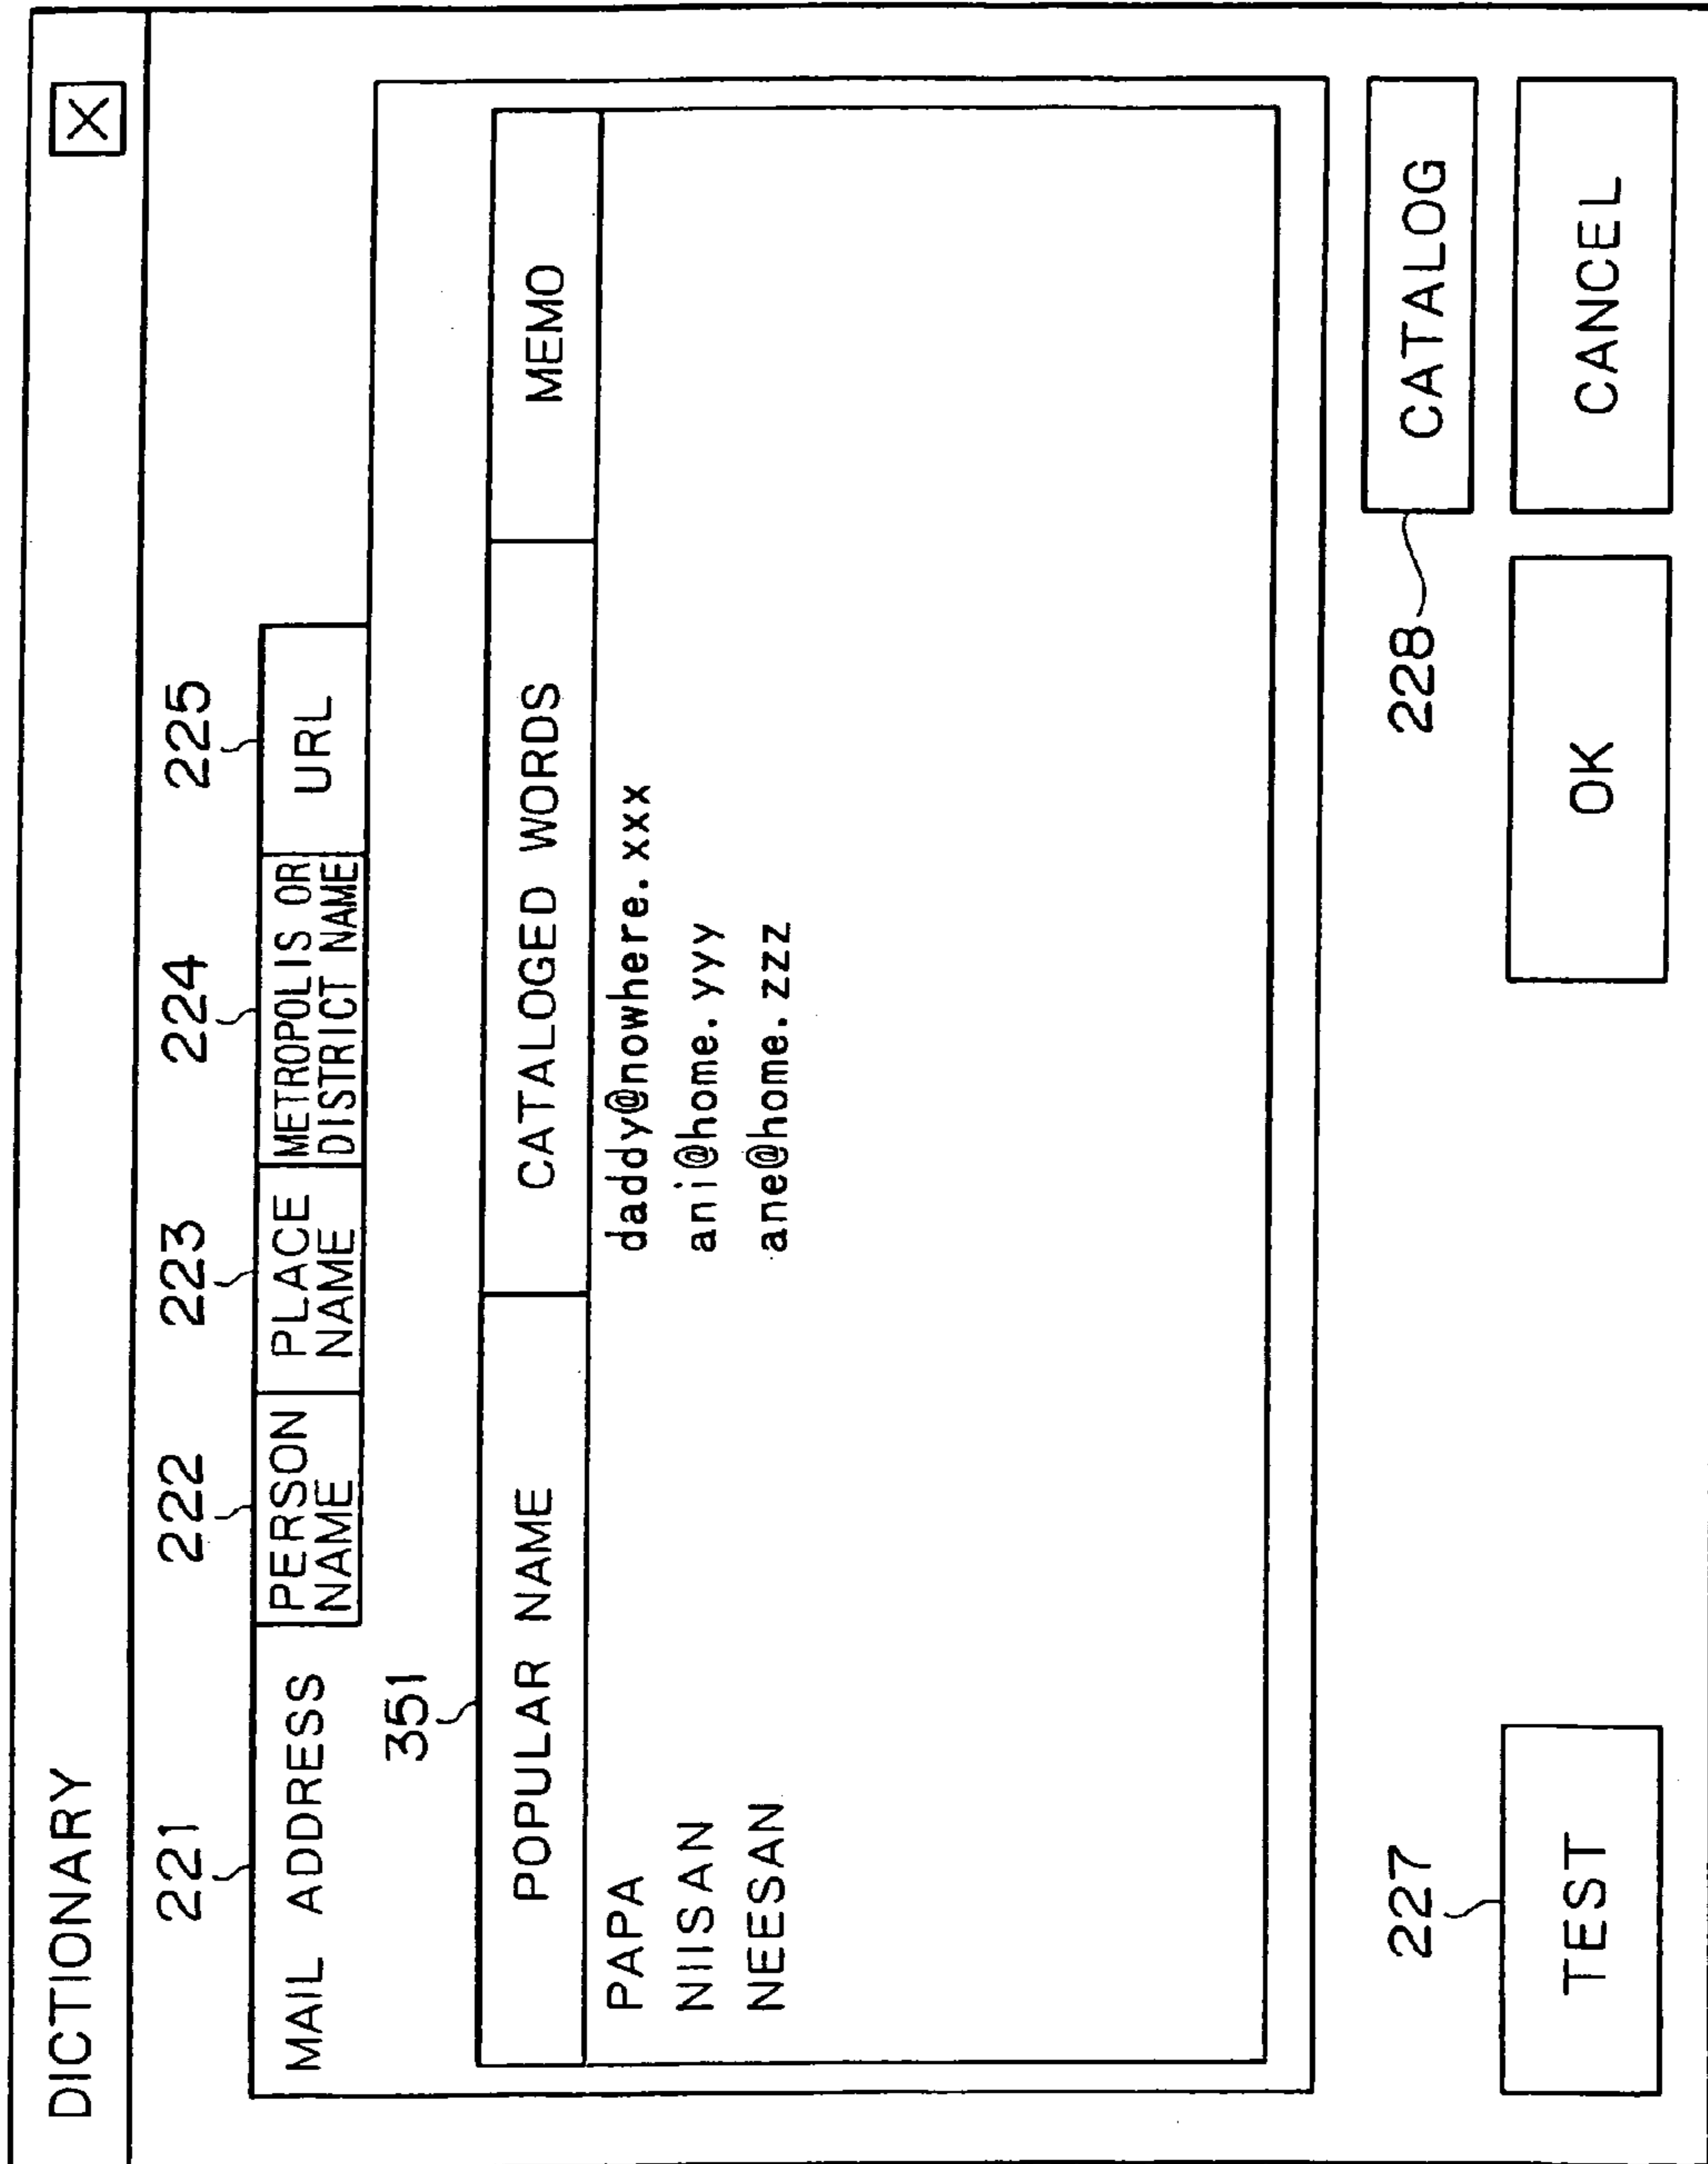 DICTIONARY
X
221
222
223
224
225
MAIL ADDRESS
PERSON
NAME
PLACE
NAME
METROPOLIS OR
DISTRICT NAME
URL
351
POPULAR NAME
CATALOGED WORDS
MEMO
PAPA
daddy@nowhere.xxx
NIISAN
ani@home.yyy
NEESAN
ane@home.zzz
227
228
CATALOG
TEST
OK
CANCEL